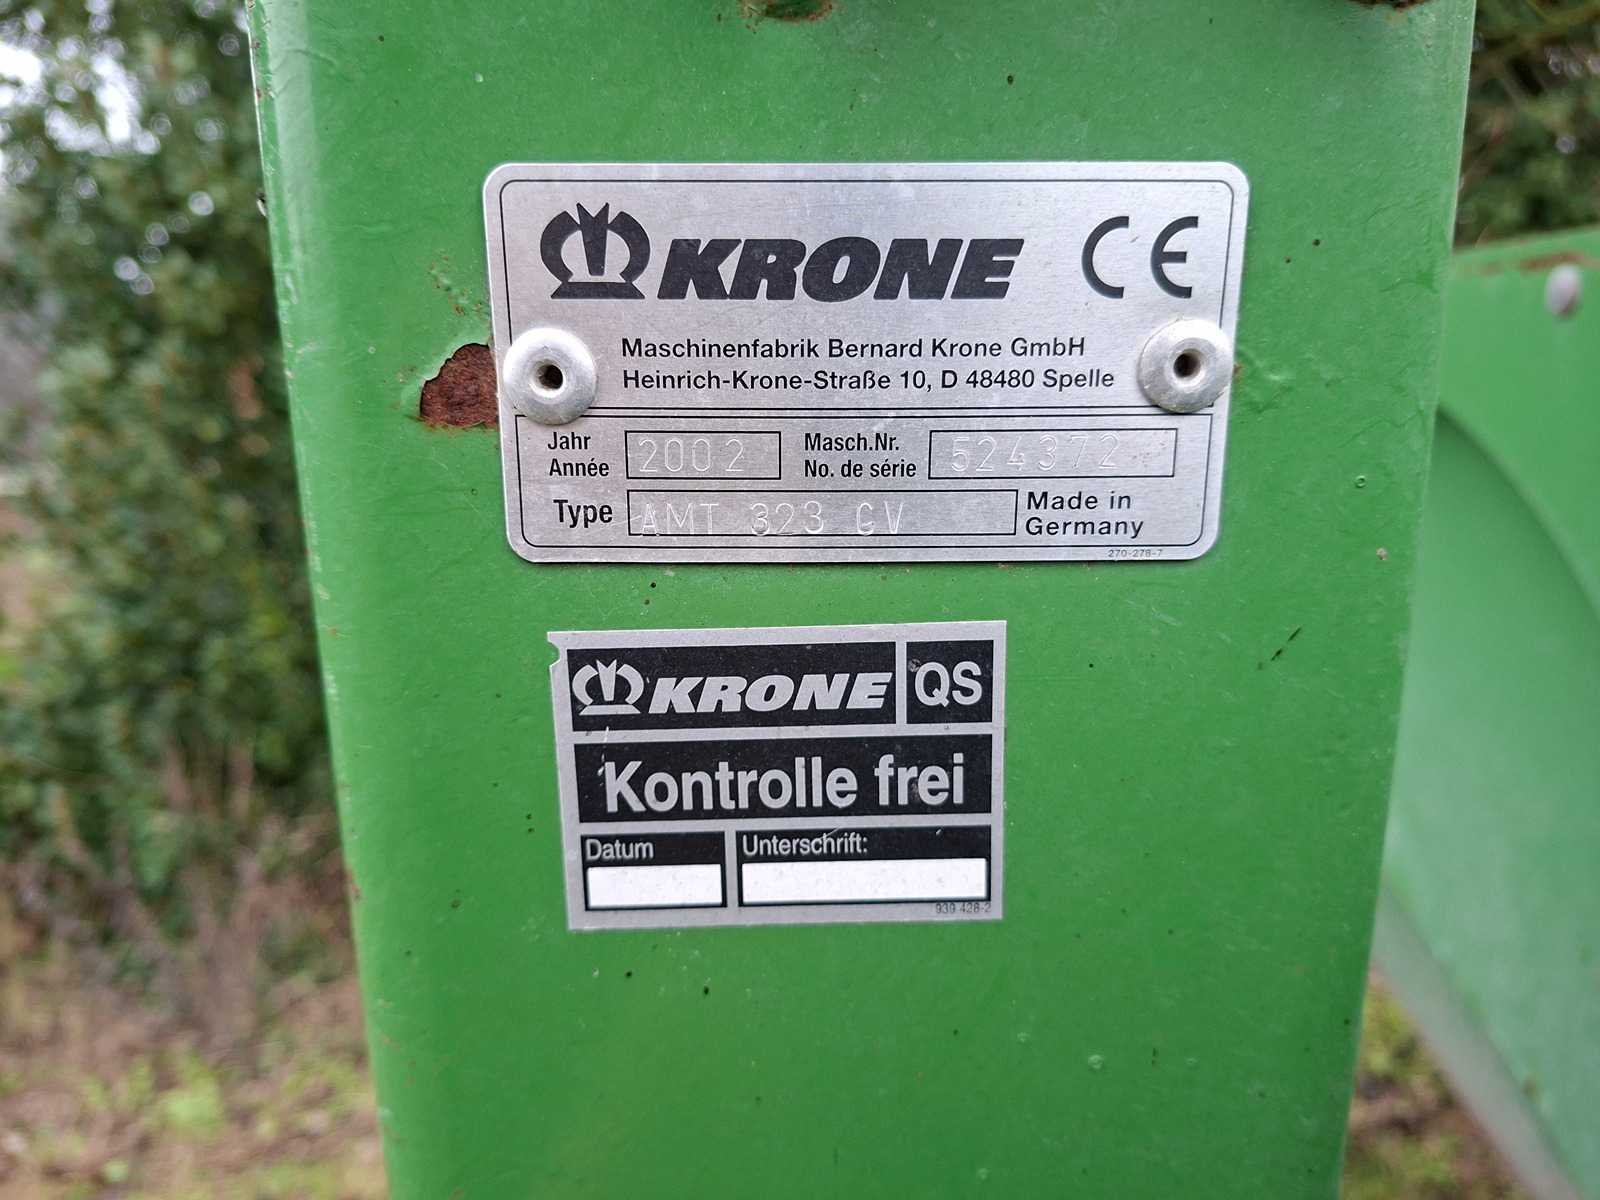 KRONE CE
Maschinenfabrik Bernard Krone GmbH
Heinrich-Krone-Straße 10, D 48480 Spelle
Jahr 2002 Masch.Nr. 524372
Année No. de série
Type AMT 323 CV Made in
Germany
270-278-7
KRONE QS
Kontrolle frei
Datum Unterschrift:
939 428-2